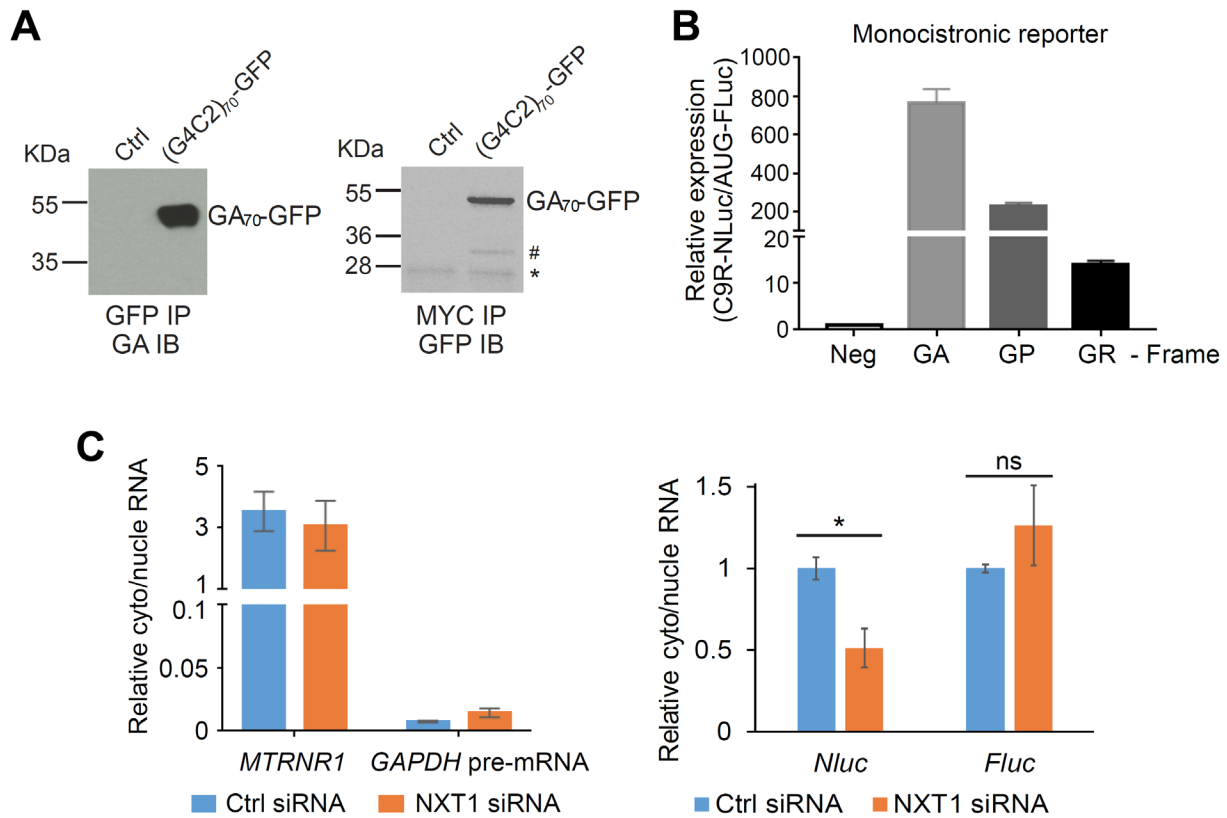 A
KDa
Ctrl
(G4C2)₇₀-GFP
55
35
GA₇₀-GFP
GFP IP
GA IB
KDa
Ctrl
(G4C2)₇₀-GFP
55
36
28
GA₇₀-GFP
#
*
MYC IP
GFP IB
B
Monocistronic reporter
Relative expression
(C9R-NLuc/AUG-FLuc)
1000
800
600
400
200
20
10
0
Neg GA GP GR - Frame
C
Relative cyto/nucle RNA
5
3
1
0.1
0.05
0
MTRNR1 GAPDH pre-mRNA
Ctrl siRNA NXT1 siRNA
Relative cyto/nucle RNA
1.5
1
0.5
0
*
ns
Nluc Fluc
Ctrl siRNA NXT1 siRNA